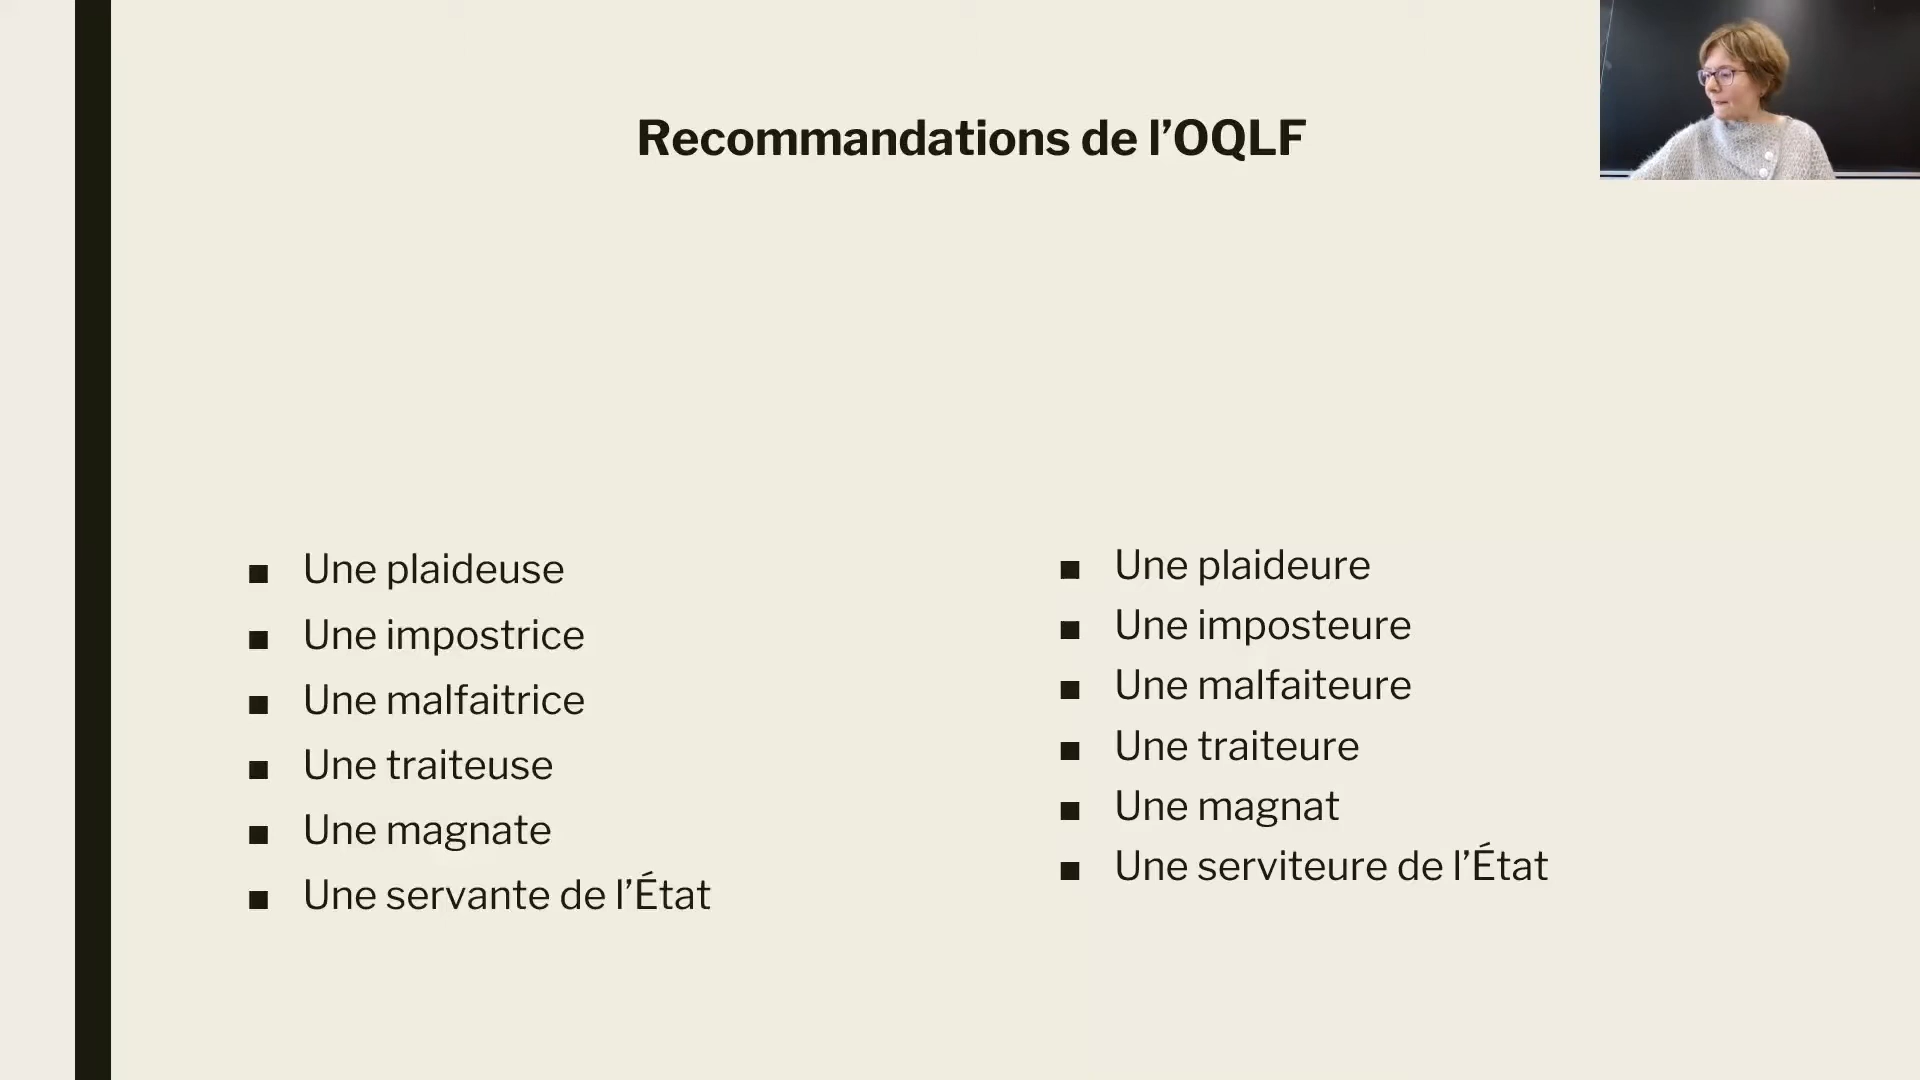 Recommandations de l’OQLF
Une plaideuse
Une impostrice
Une malfaitrice
Une traiteuse
Une magnate
Une servante de l’État
Une plaideure
Une imposteure
Une malfaiteure
Une traiteure
Une magnat
Une serviteure de l’État